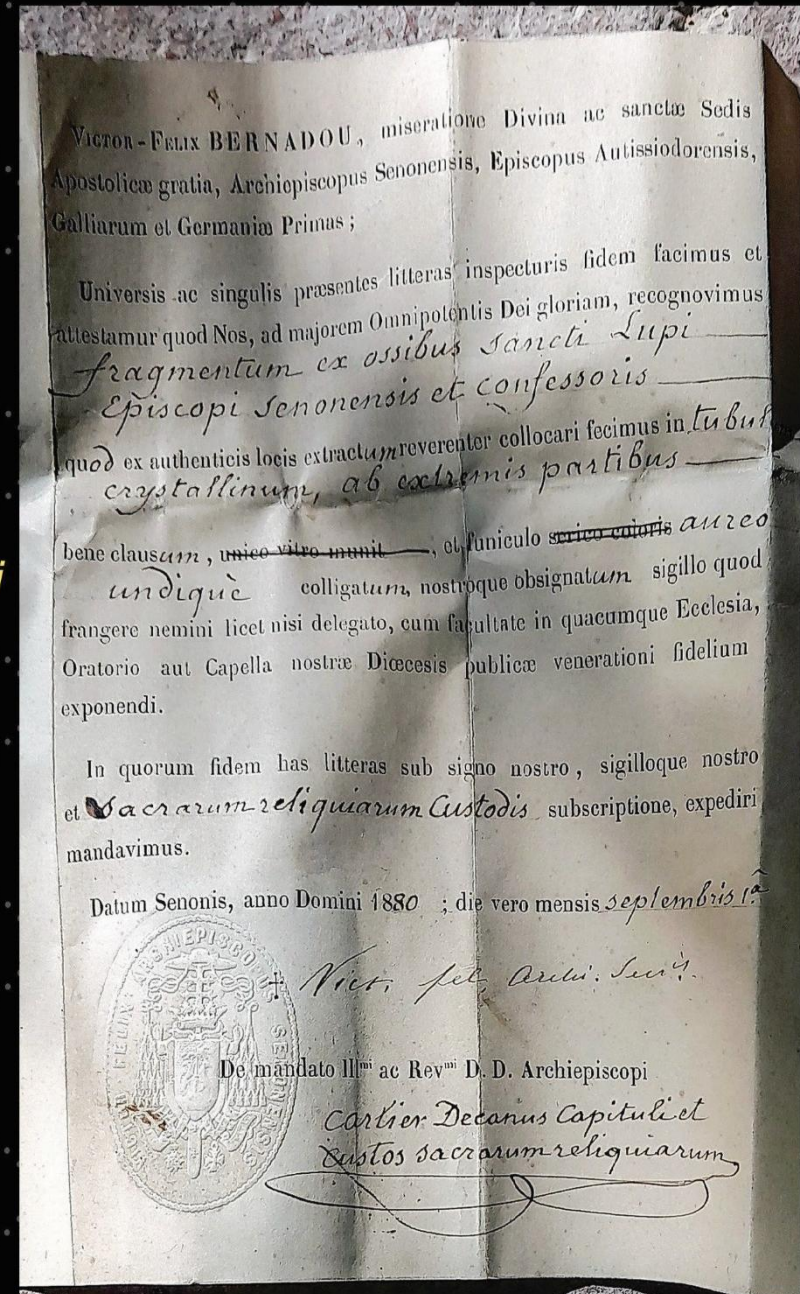 VICTOR-FELIX BERNADOU, miseratione Divina ac sanctæ Sedis
Apostolicæ gratia, Archiepiscopus Senonensis, Episcopus Autissiodorensis,
Galliarum et Germaniæ Primas;
Universis ac singulis præsentes litteras inspecturis fidem facimus et
attestamur quod Nos, ad majorem Omnipotentis Dei gloriam, recognovimus
fragmentum ex ossibus Sancti Lupi
Episcopi Senonensis et confessoris
quod ex authenticis locis extractum reverenter collocari fecimus in tubul
crystallinum, ab extremis partibus
bene clausum, unico vitro munit, et funiculo serico coloris aureo
undiquè colligatum, nostroque obsignatum sigillo quod
frangere nemini licet nisi delegato, cum facultate in quacumque Ecclesia,
Oratorio aut Capella nostræ Diœcesis publicæ venerationi fidelium
exponendi.
In quorum fidem has litteras sub signo nostro, sigilloque nostro
et Sacrarum reliquiarum Custodis subscriptione, expediri
mandavimus.
Datum Senonis, anno Domini 1880 ; die vero mensis septembris 1ª
† Vict. fel. Archi.
De mandato Illmi ac Revmi D. D. Archiepiscopi
Carlier Decanus Capituli et
Custos Sacrarum reliquiarum
FELIX ARCHIEPISCO SENONENSIS
i